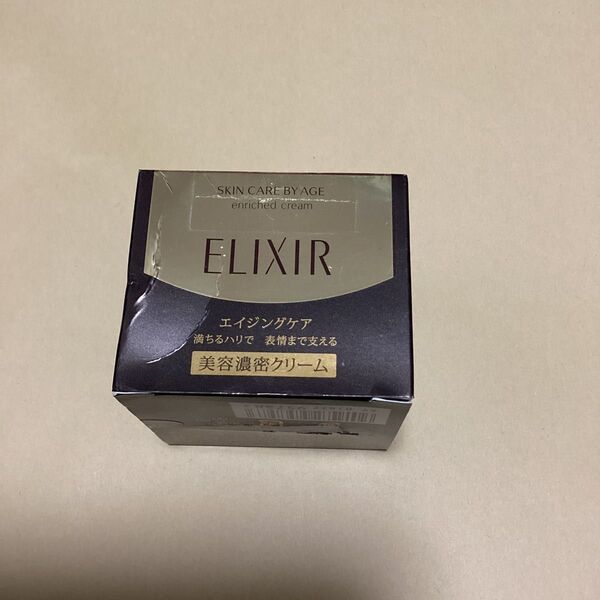 SKIN CARE BY AGE
enriched cream
ELIXIR
エイジングケア
満ちるハリで 表情まで支える
美容濃密クリーム